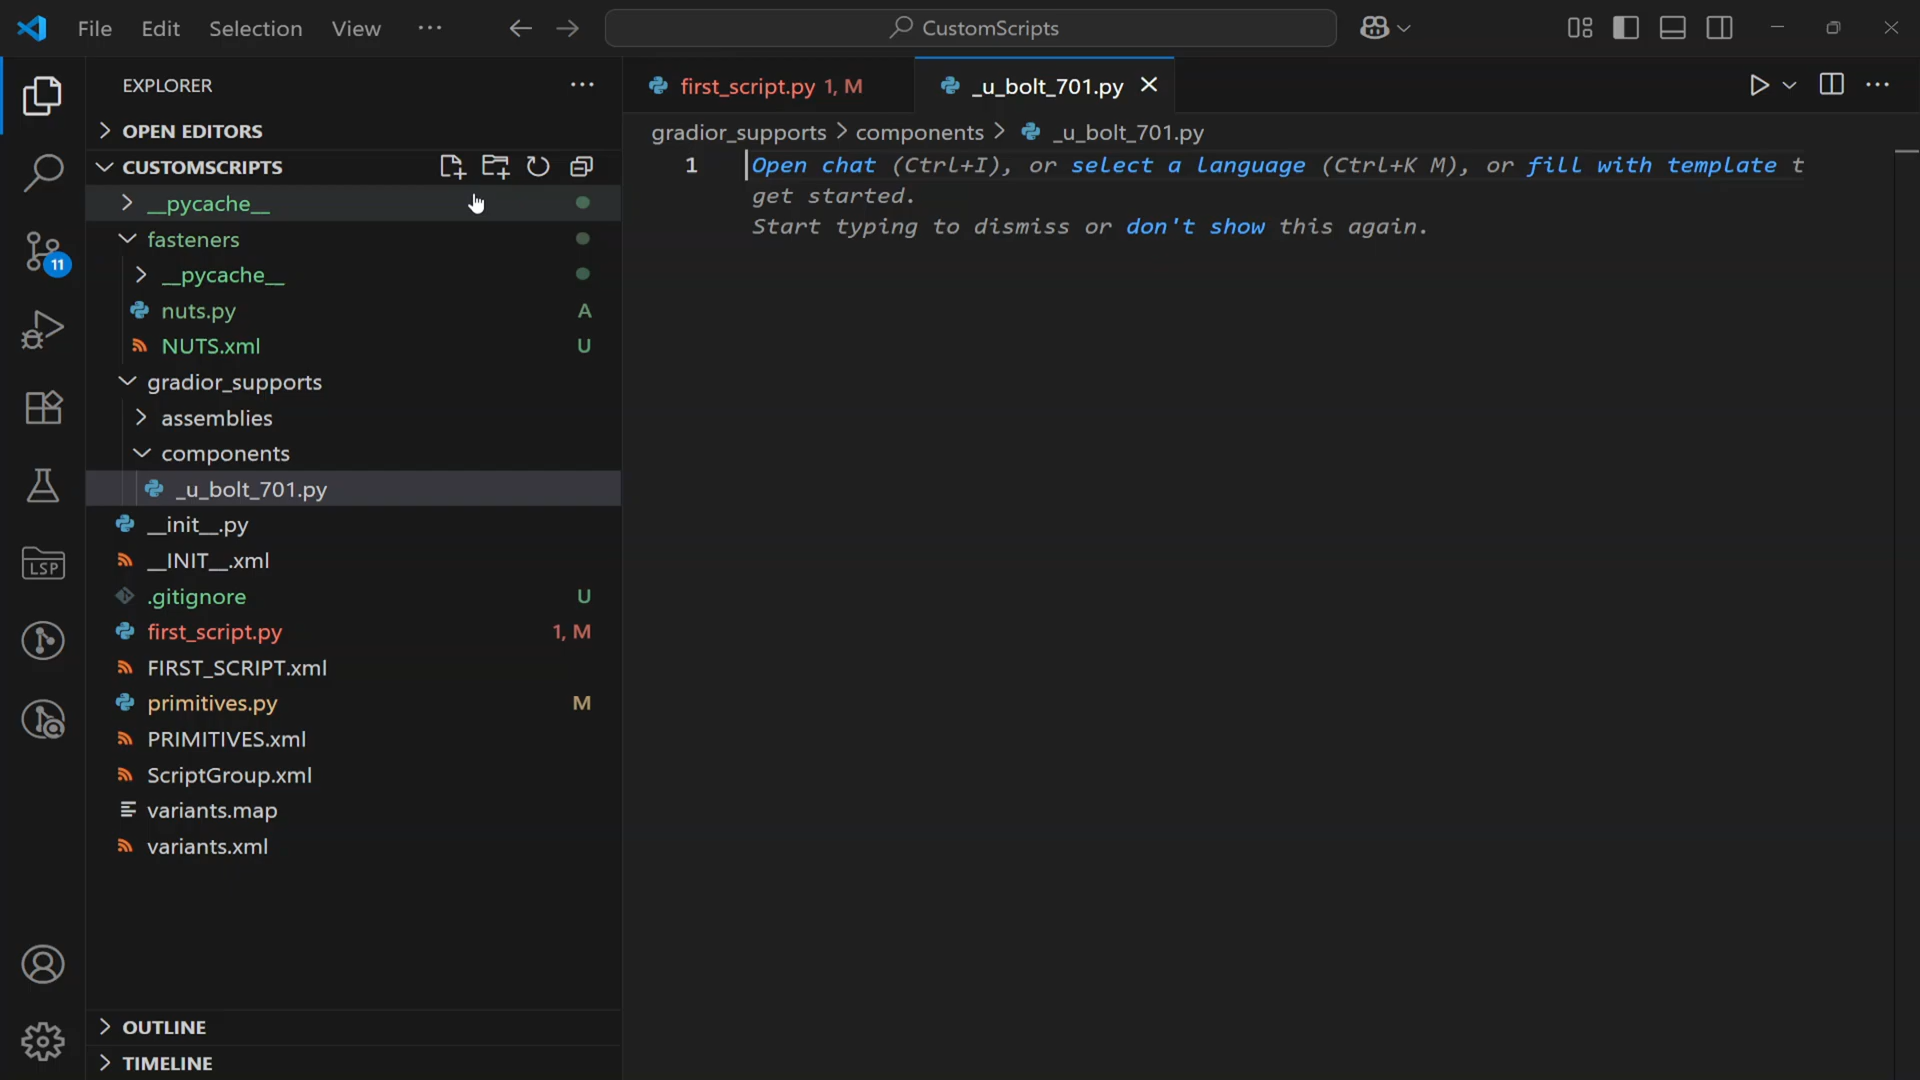 File Edit Selection View ··· CustomScripts
EXPLORER ···
OPEN EDITORS
CUSTOMSCRIPTS
__pycache__
fasteners
__pycache__
nuts.py A
NUTS.xml U
gradior_supports
assemblies
components
_u_bolt_701.py
__init__.py
__INIT__.xml
.gitignore U
first_script.py 1, M
FIRST_SCRIPT.xml
primitives.py M
PRIMITIVES.xml
ScriptGroup.xml
variants.map
variants.xml
OUTLINE
TIMELINE
11
LSP
first_script.py 1, M _u_bolt_701.py
gradior_supports > components > _u_bolt_701.py
1 Open chat (Ctrl+I), or select a language (Ctrl+K M), or fill with template t
get started.
Start typing to dismiss or don't show this again.